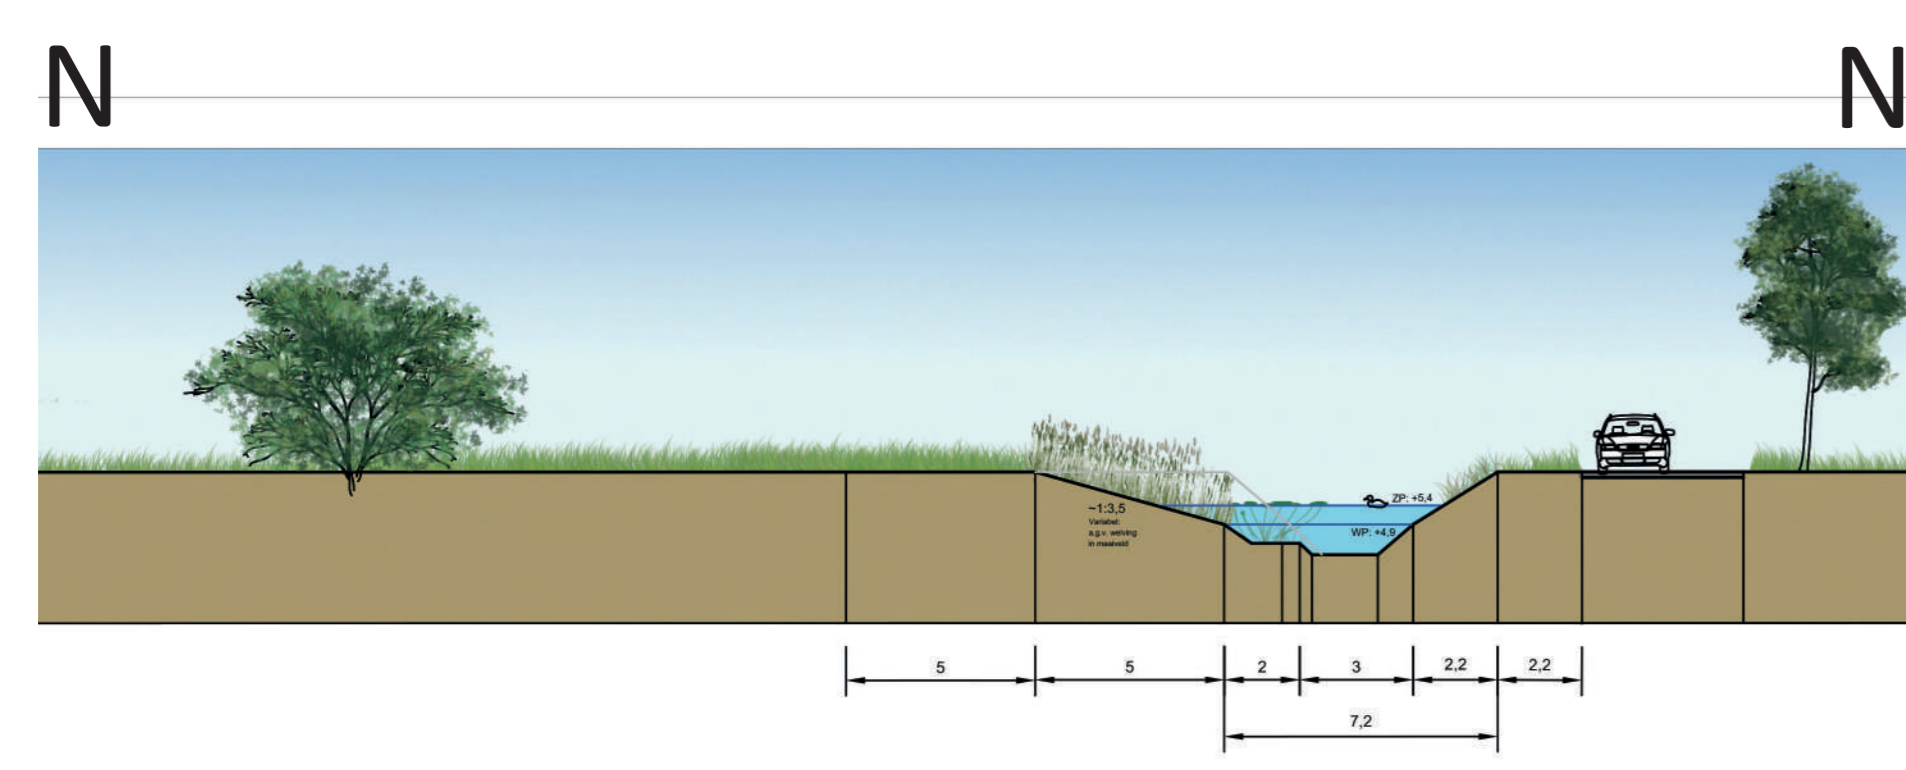 N N
ZP: +5,4
~1:3,5
Variabel:
a.g.v. welving
in maaiveld
WP: +4,9
5 5 2 3 2,2 2,2
7,2